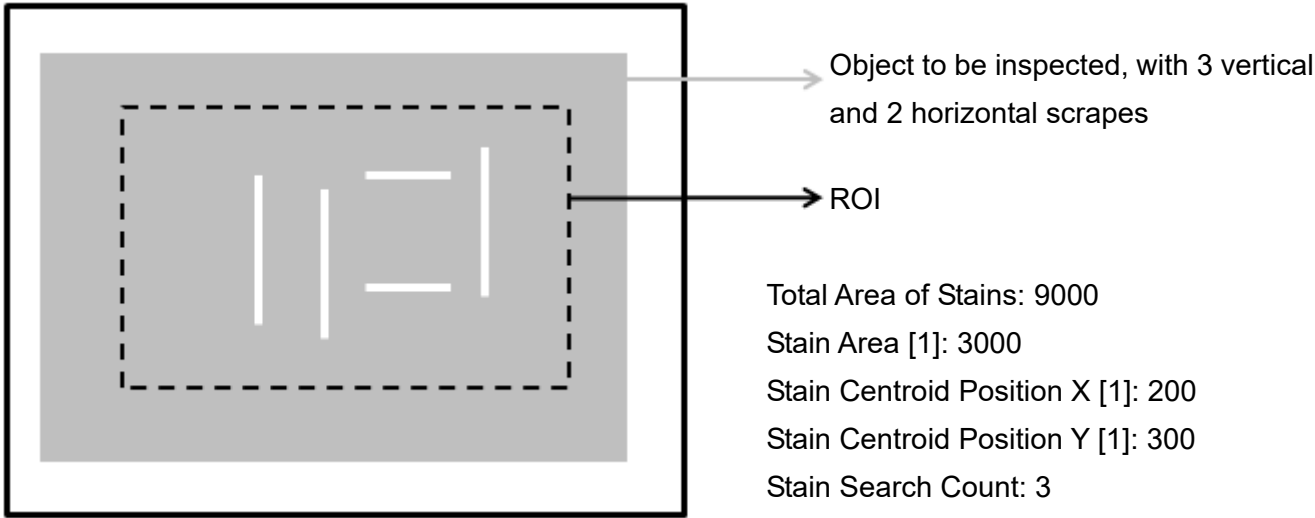 Object to be inspected, with 3 vertical
and 2 horizontal scrapes
ROI
Total Area of Stains: 9000
Stain Area [1]: 3000
Stain Centroid Position X [1]: 200
Stain Centroid Position Y [1]: 300
Stain Search Count: 3